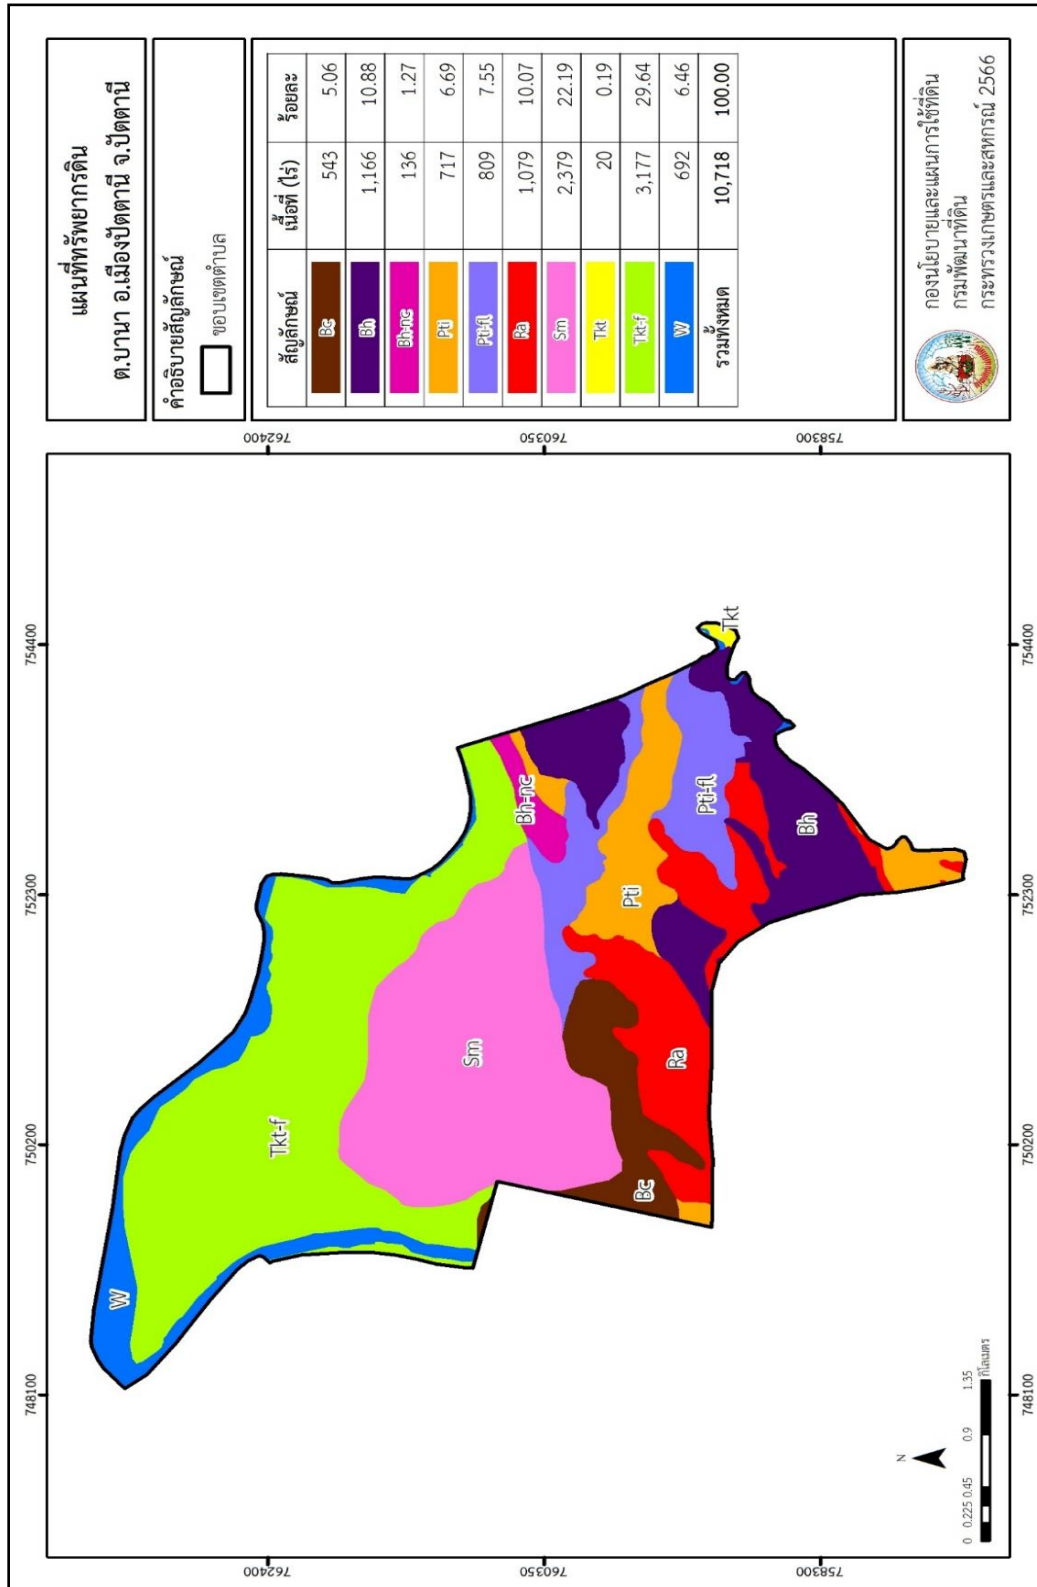 แผนที่ทรัพยากรดิน
ต.บานา อ.เมืองปัตตานี จ.ปัตตานี
คำอธิบายสัญลักษณ์
ขอบเขตตำบล
สัญลักษณ์ เนื้อที่ (ไร่) ร้อยละ
Bc 543 5.06
Bh 1,166 10.88
Bh-nc 136 1.27
Pti 717 6.69
Pti-fl 809 7.55
Ra 1,079 10.07
Sm 2,379 22.19
Tkt 20 0.19
Tkt-f 3,177 29.64
W 692 6.46
รวมทั้งหมด 10,718 100.00
กองนโยบายและแผนการใช้ที่ดิน
กรมพัฒนาที่ดิน
กระทรวงเกษตรและสหกรณ์ 2566
748100 750200 752300 754400
762400 762400
760350 760350
758300 758300
W
Tkt-f
Sm
Bh-nc
Bc
Ra
Pti
Pti-fl
Bh
Tkt
N
0 0.225 0.45 0.9 1.35
กิโลเมตร
748100 750200 752300 754400